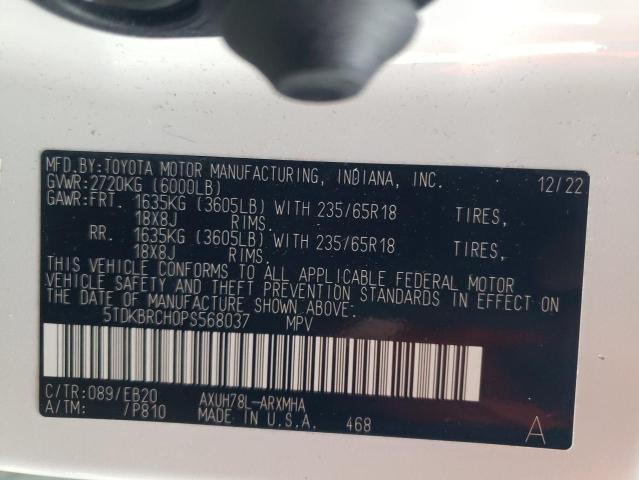 MFD.BY:TOYOTA MOTOR MANUFACTURING, INDIANA, INC. 12/22
GVWR:2720KG (6000LB)
GAWR:FRT. 1635KG (3605LB) WITH 235/65R18 TIRES,
18X8J RIMS.
RR. 1635KG (3605LB) WITH 235/65R18 TIRES,
18X8J RIMS.
THIS VEHICLE CONFORMS TO ALL APPLICABLE FEDERAL MOTOR
VEHICLE SAFETY AND THEFT PREVENTION STANDARDS IN EFFECT ON
THE DATE OF MANUFACTURE SHOWN ABOVE.
5TDKBRCH0PS568037 MPV
C/TR:089/EB20 AXUH78L-ARXMHA
A/TM: /P810 MADE IN U.S.A. 468 A